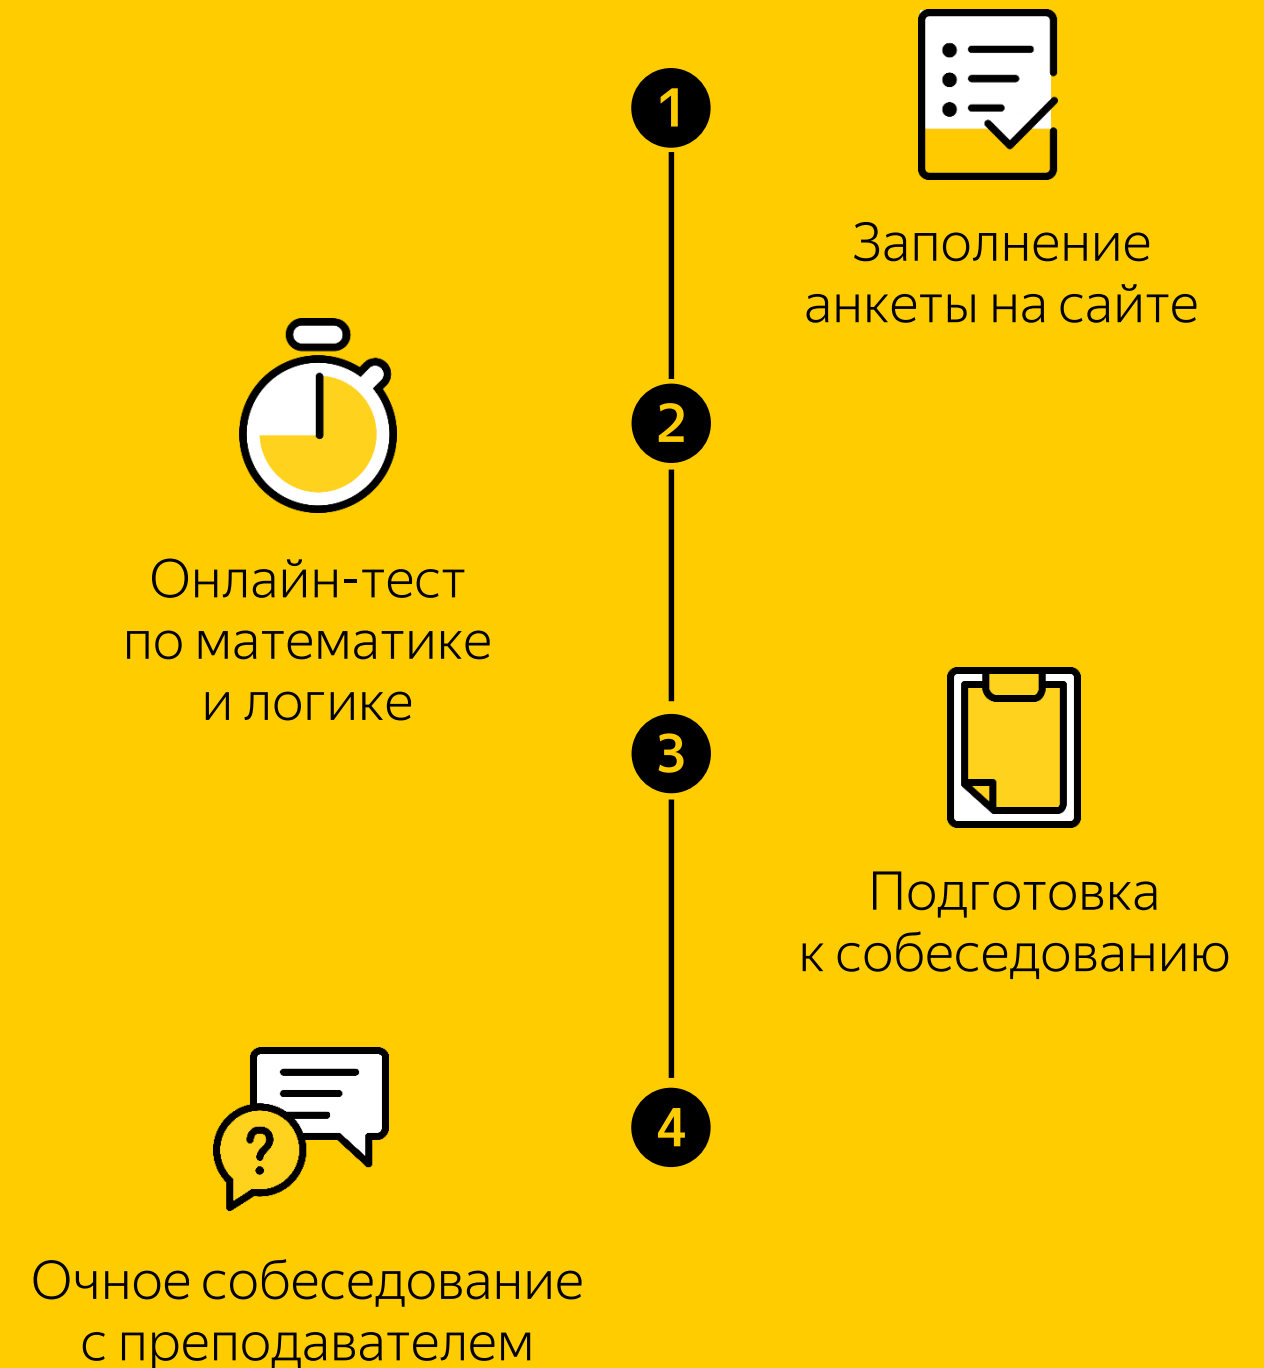 1
Заполнение
анкеты на сайте
2
Онлайн-тест
по математике
и логике
3
Подготовка
к собеседованию
4
?
Очное собеседование
с преподавателем